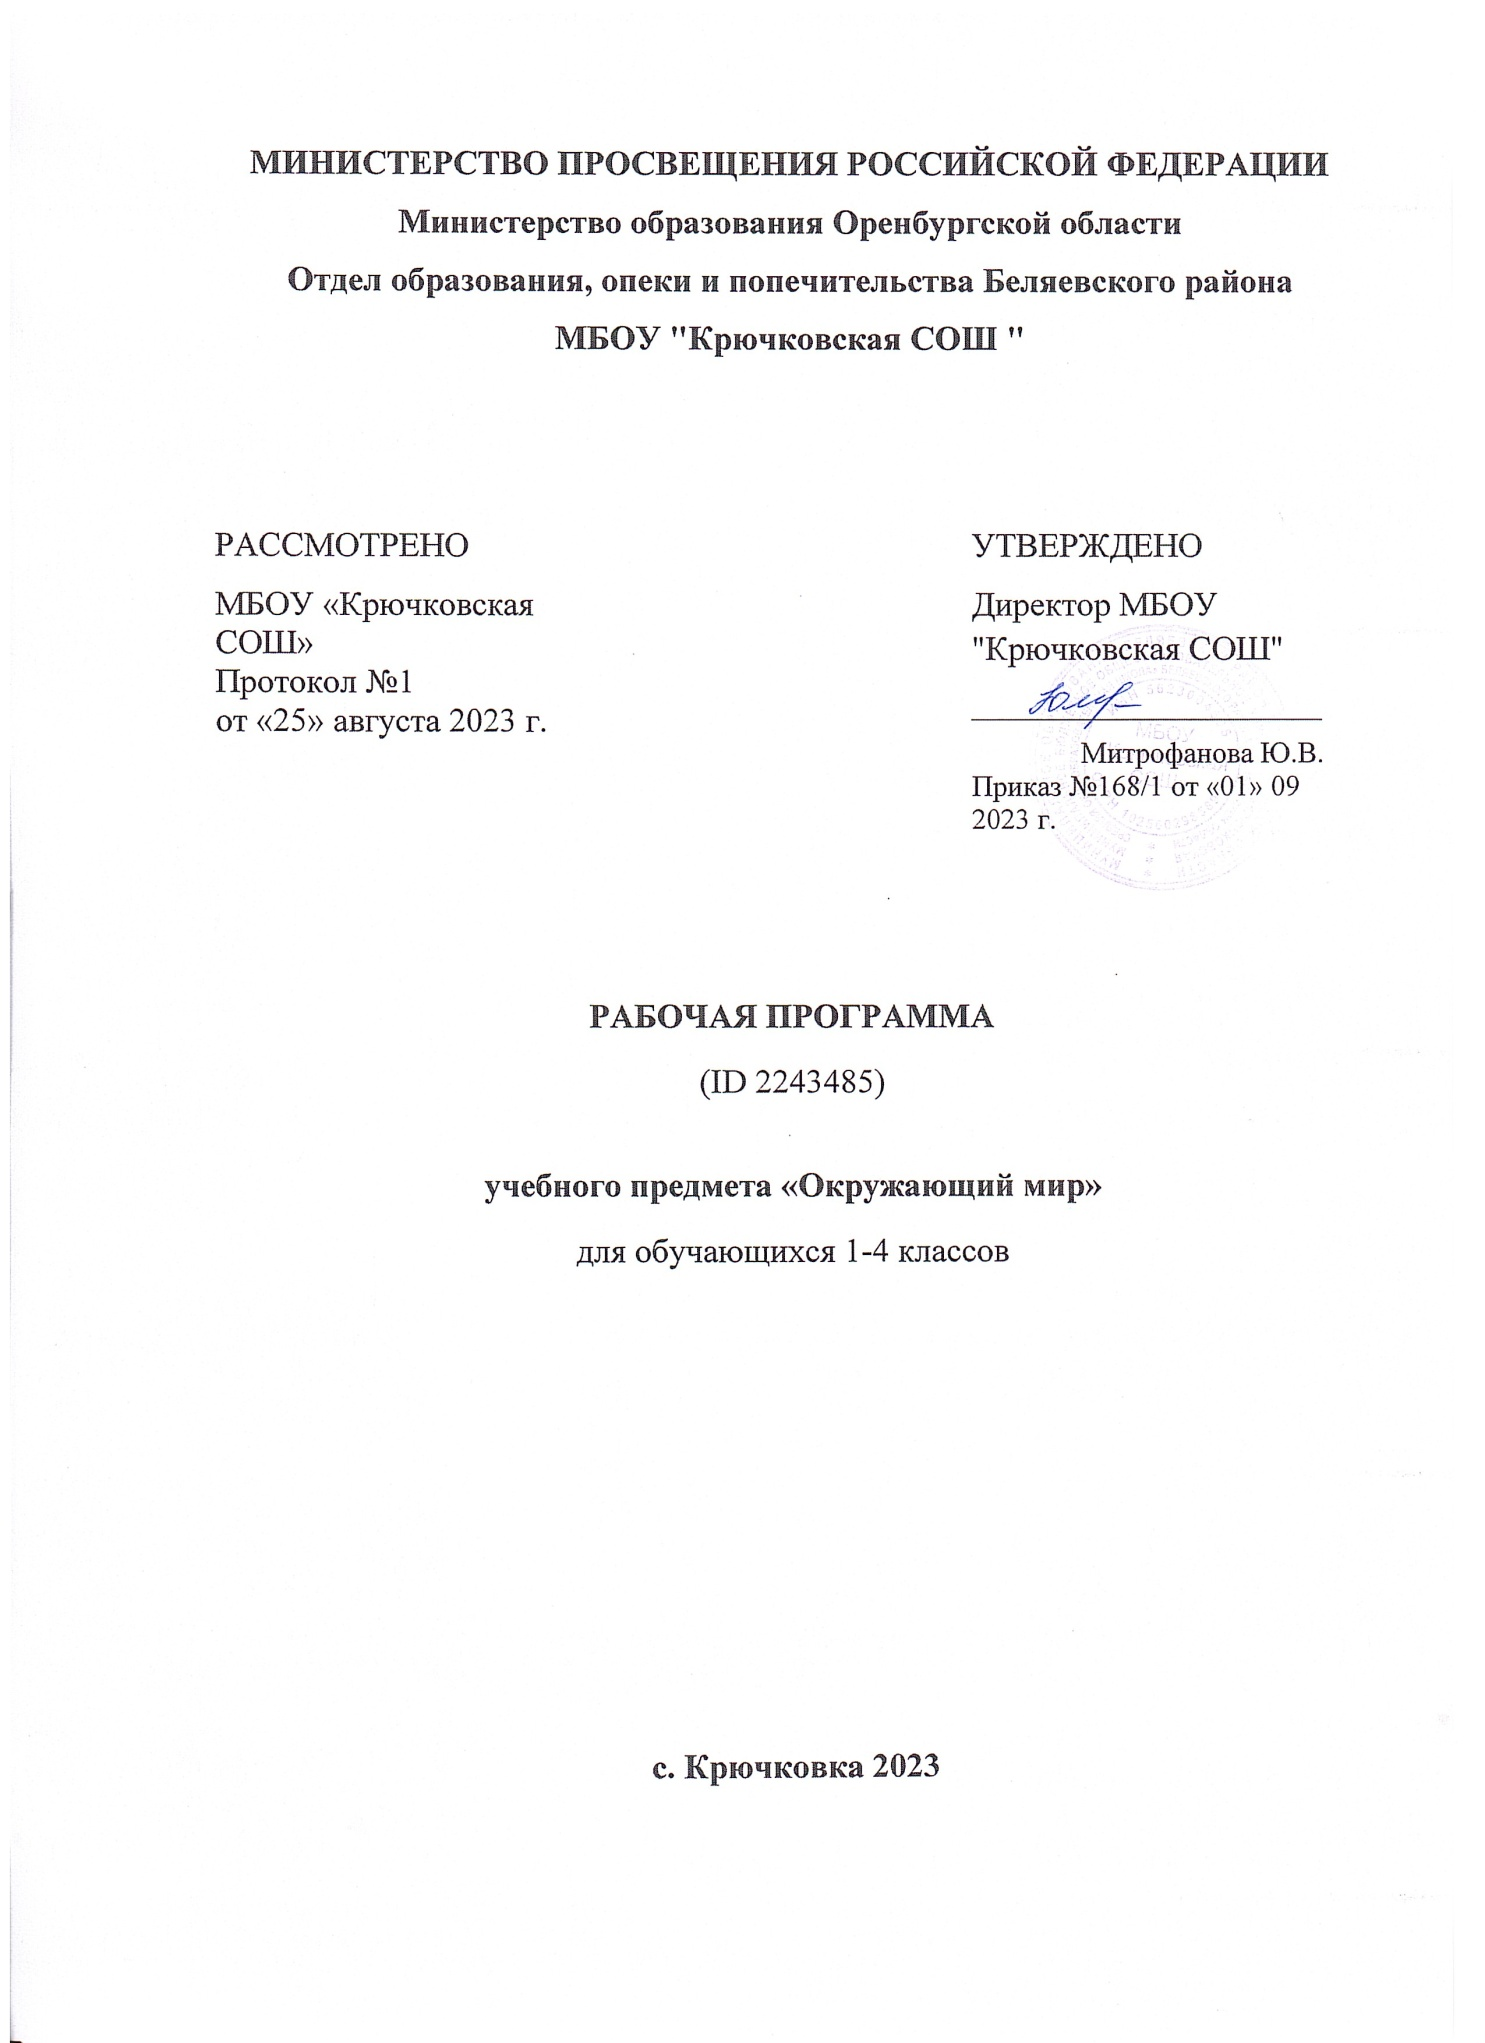 МИНИСТЕРСТВО ПРОСВЕЩЕНИЯ РОССИЙСКОЙ ФЕДЕРАЦИИ
Министерство образования Оренбургской области
Отдел образования, опеки и попечительства Беляевского района
МБОУ "Крючковская СОШ "
РАССМОТРЕНО
МБОУ «Крючковская
СОШ»
Протокол №1
от «25» августа 2023 г.
УТВЕРЖДЕНО
Директор МБОУ
"Крючковская СОШ"
Митрофанова Ю.В.
Приказ №168/1 от «01» 09
2023 г.
МБОУ
РАБОЧАЯ ПРОГРАММА
(ID 2243485)
учебного предмета «Окружающий мир»
для обучающихся 1-4 классов
с. Крючковка 2023